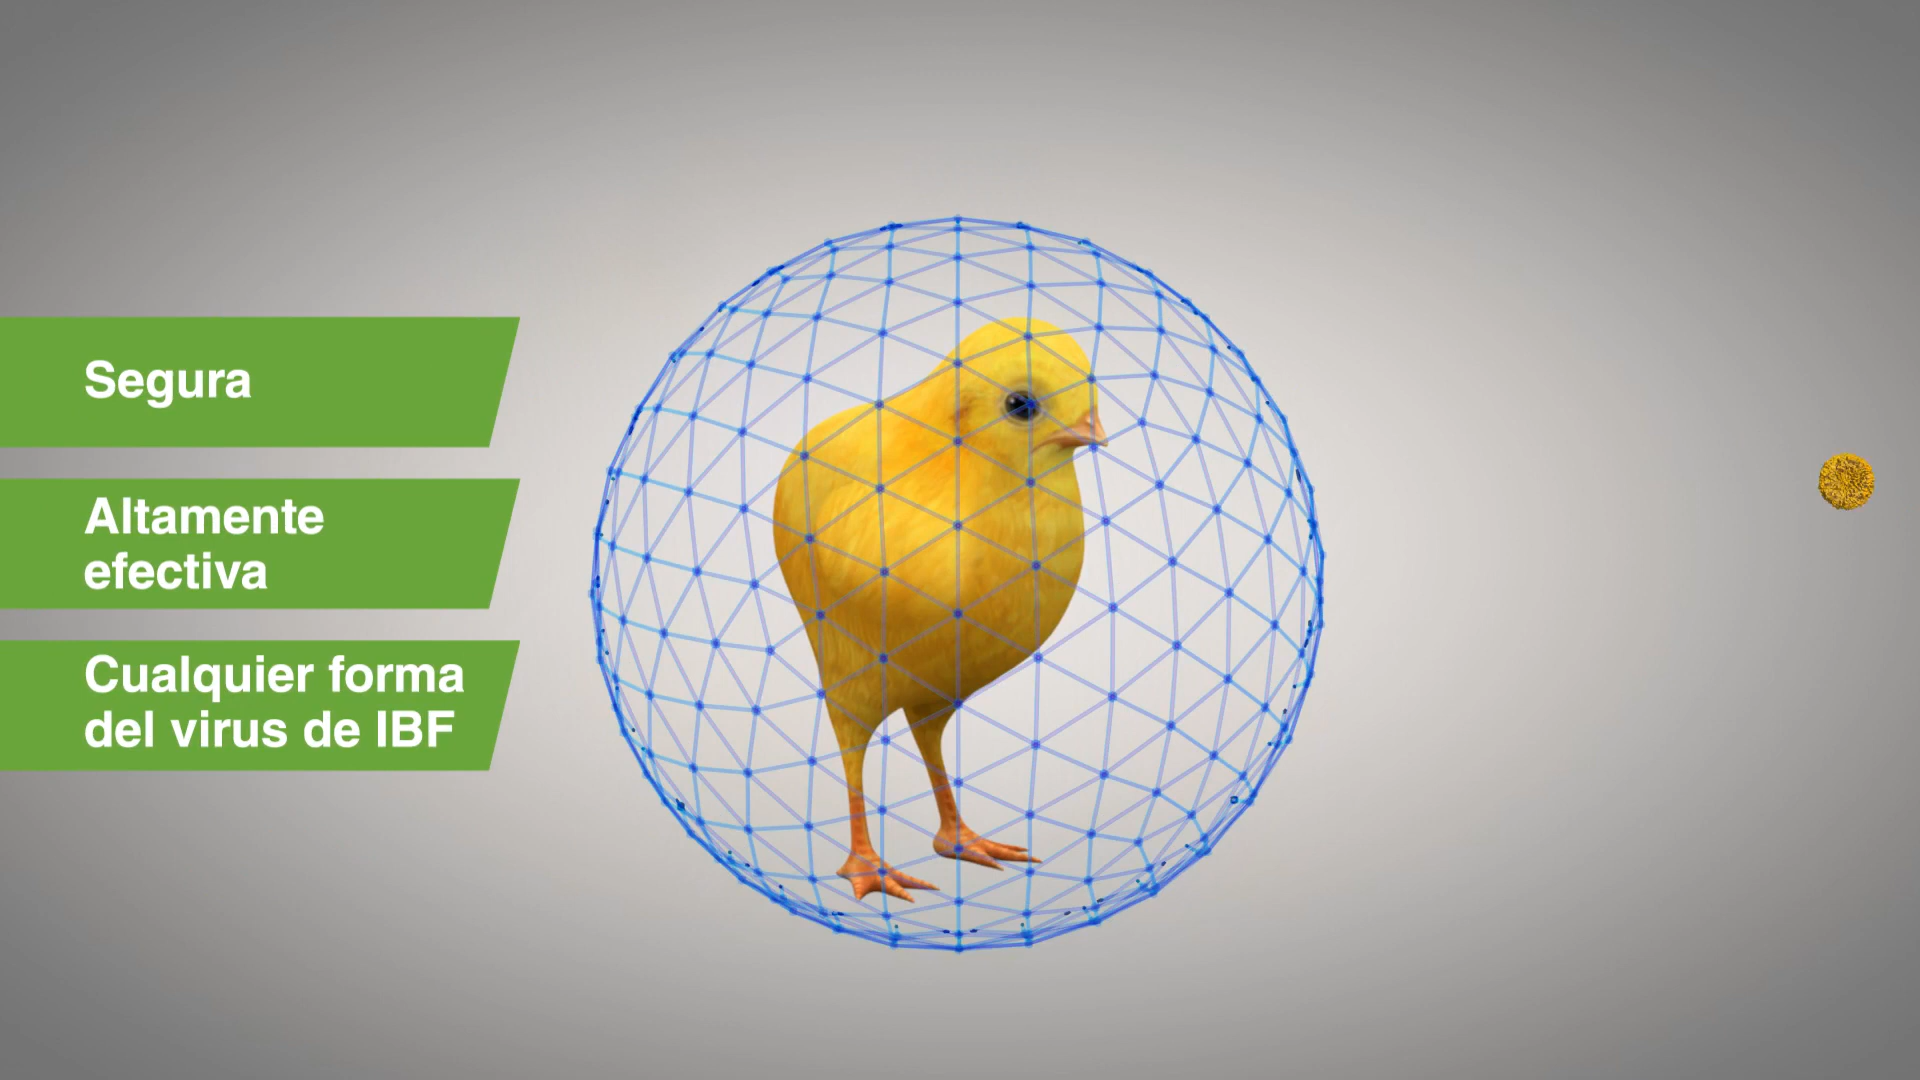 Segura
Altamente
efectiva
Cualquier forma
del virus de IBF